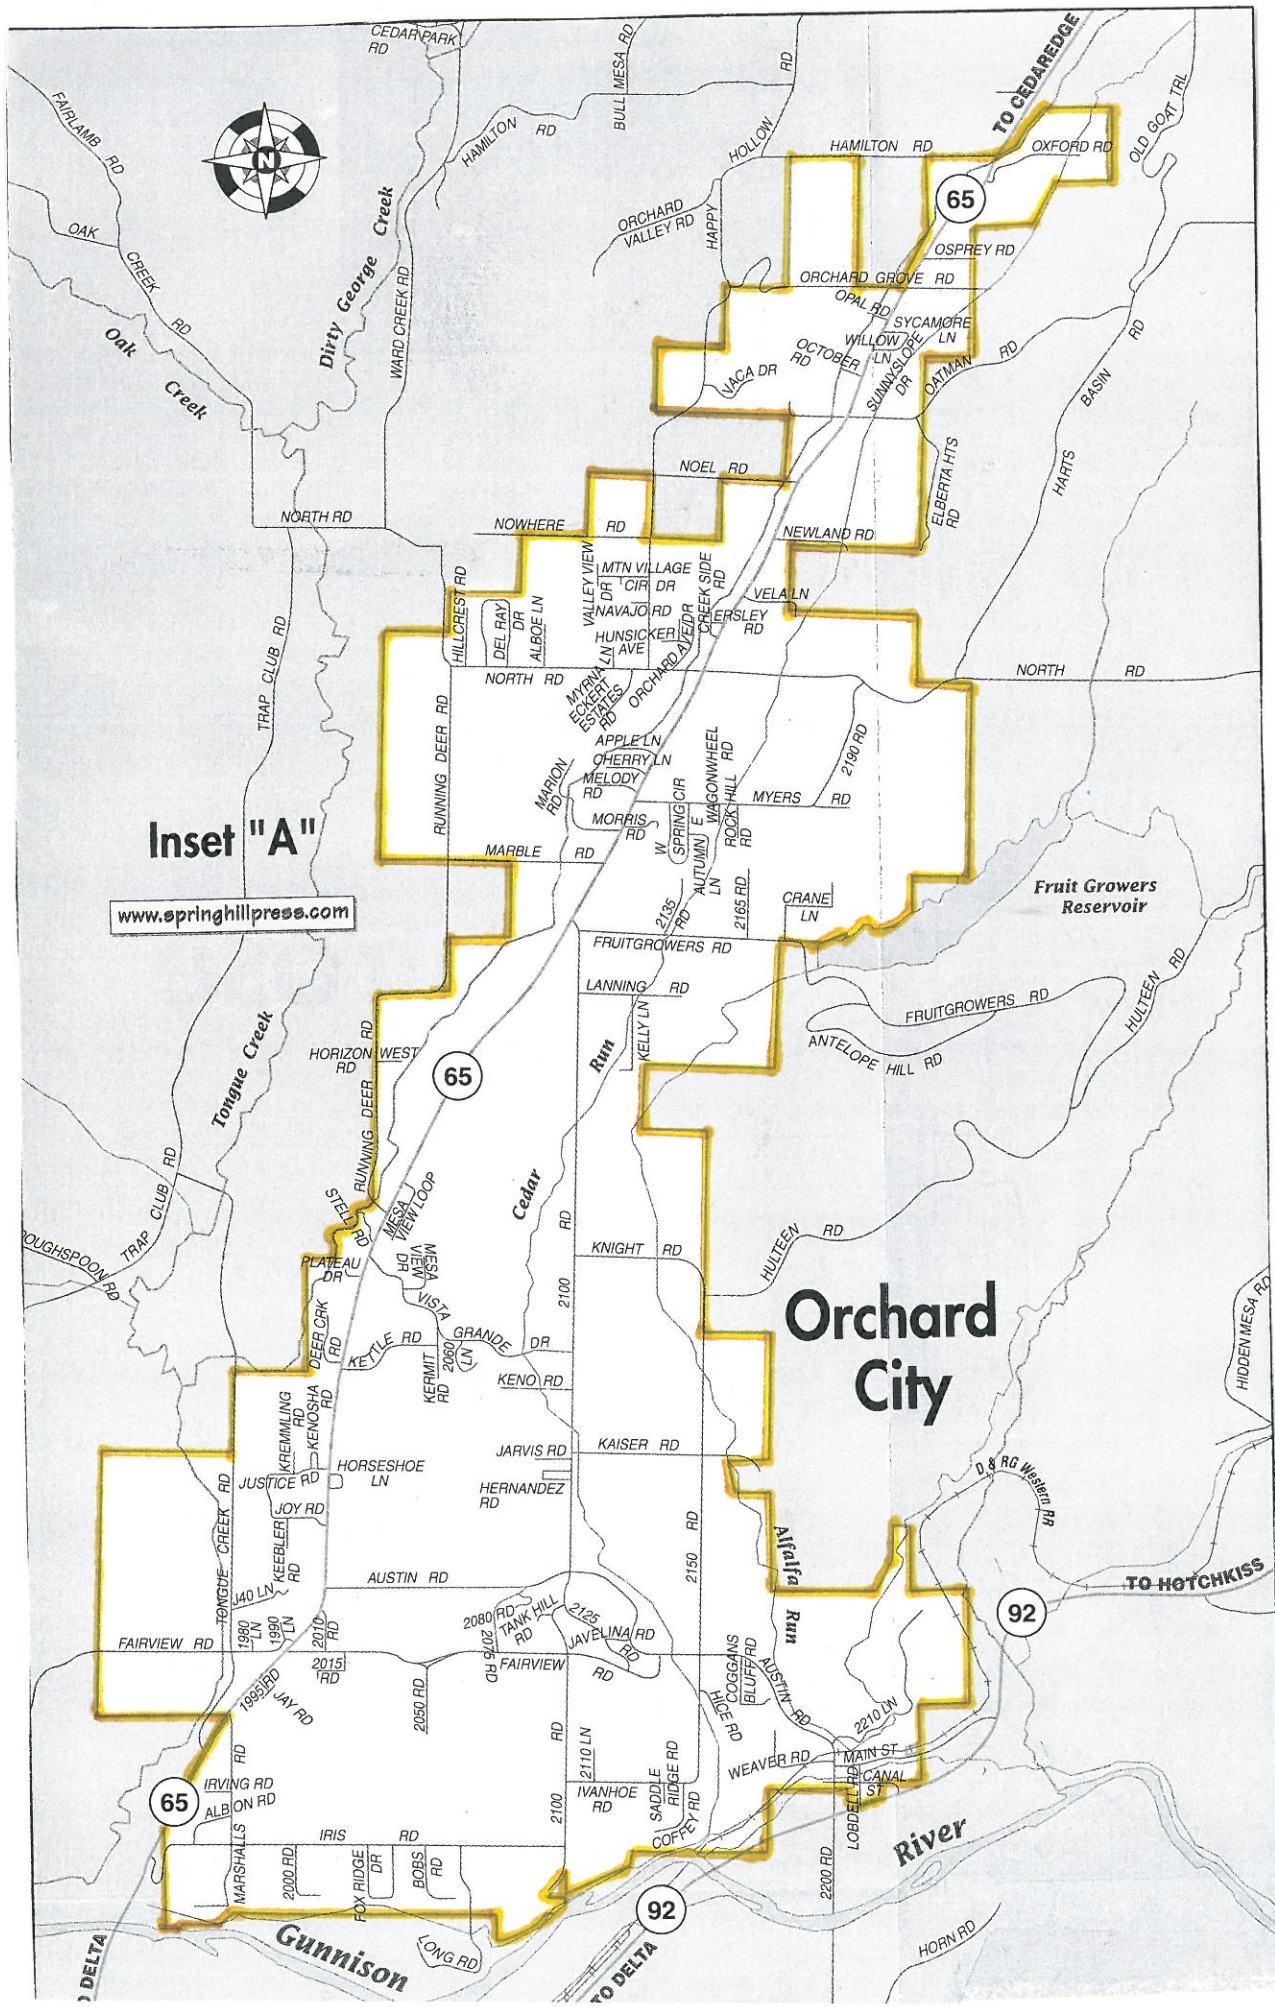 CEDAR PARK
RD
BULL MESA RD
TO CEDAREDGE
FAIRLAMB RD
N
HAMILTON RD
HOLLOW RD
HAMILTON RD
OXFORD RD
OLD GOAT TRL
65
OAK
CREEK
RD
Dirty George Creek
WARD CREEK RD
ORCHARD
VALLEY RD
HAPPY
OSPREY RD
ORCHARD GROVE RD
OPAL RD
SYCAMORE
LN
WILLOW
LN
OCTOBER
RD
SUNNYSLOPE
DR
OATMAN RD
VACA DR
Oak
Creek
HARTS BASIN RD
ELBERTA HTS
RD
NOEL RD
NORTH RD
NOWHERE RD
NEWLAND RD
VALLEY VIEW
DR
MTN VILLAGE
CIR DR
NAVAJO RD
CREEK SIDE
RD
VELA LN
ERSLEY
RD
HUNSICKER
AVE
HILLCREST RD
DEL RAY
DR
ALBOE LN
TRAP CLUB RD
NORTH RD
MYRNA LN
ECKERT
ESTATES
RD
ORCHARD AVE/DR
NORTH RD
RUNNING DEER RD
APPLE LN
CHERRY LN
MELODY
RD
MARION
RD
MORRIS
RD
W
SPRING CIR
E
WAGONWHEEL
RD
ROCK HILL
RD
AUTUMN
LN
MYERS RD
2190 RD
Inset "A"
MARBLE RD
www.springhillpress.com
2135
RD
2165 RD
CRANE
LN
Fruit Growers
Reservoir
FRUITGROWERS RD
LANNING RD
KELLY LN
FRUITGROWERS RD
HULTEEN RD
ANTELOPE HILL RD
Tongue Creek
HORIZON WEST
RD
RUNNING DEER RD
65
Cedar Run
TRAP CLUB RD
STELL RD
MESA
VIEW LOOP
MESA
VIEW
DR
PLATEAU
DR
2100 RD
KNIGHT RD
HULTEEN RD
VISTA GRANDE DR
DEER CRK
RD
KETTLE RD
KERMIT
RD
2060
LN
KENO RD
Orchard
City
HIDDEN MESA RD
KREMMLING
RD
KENOSHA
RD
JARVIS RD
KAISER RD
HORSESHOE
LN
HERNANDEZ
RD
JUSTICE RD
JOY RD
KEEBLER
RD
TONGUE CREEK RD
D & RG Western RR
2150 RD
Alfalfa Run
AUSTIN RD
J40 LN
TO HOTCHKISS
92
2080 RD
TANK HILL
RD
2125
RD
JAVELINA RD
1980
LN
1990
LN
2010
RD
FAIRVIEW RD
2015
RD
2075 RD
FAIRVIEW RD
COGGANS
BLUFF RD
AUSTIN RD
1995 RD
JAY RD
2050 RD
HICE RD
2210 LN
WEAVER RD
MAIN ST
CANAL
ST
LOBDELL RD
IRVING RD
ALBION RD
65
MARSHALLS RD
2100 RD
2110 LN
IVANHOE
RD
SADDLE
RIDGE RD
COFFEY RD
IRIS RD
2000 RD
FOX RIDGE
DR
BOBS
RD
2200 RD
River
Gunnison
92
LONG RD
HORN RD
TO DELTA